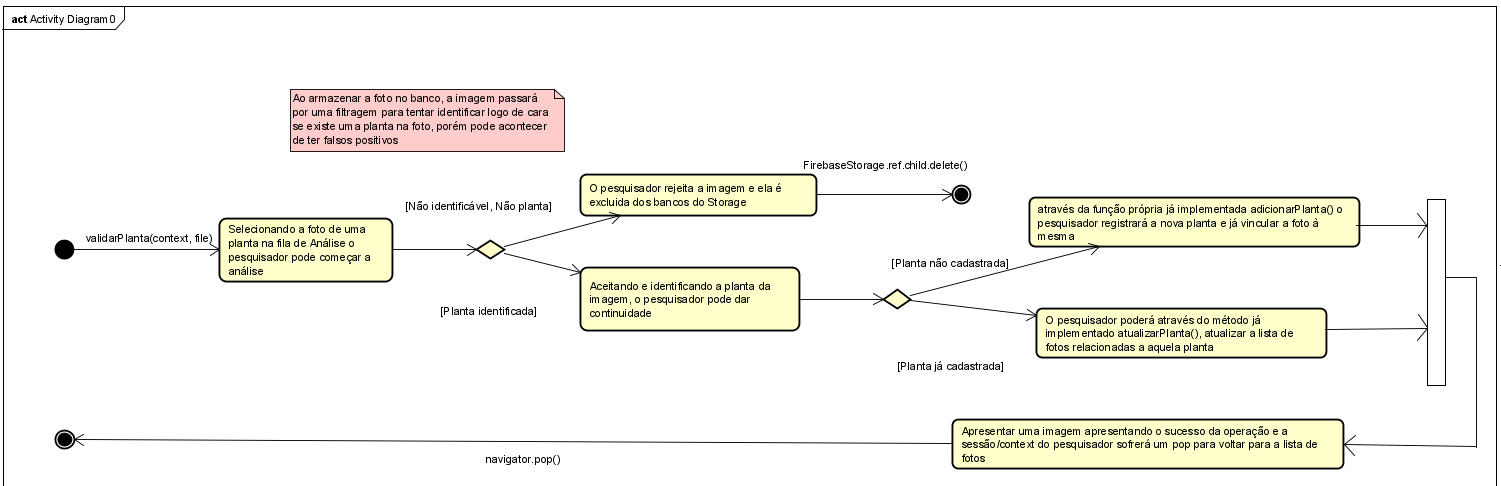 act Activity Diagram0
Ao armazenar a foto no banco, a imagem passará
por uma filtragem para tentar identificar logo de cara
se existe uma planta na foto, porém pode acontecer
de ter falsos positivos
validarPlanta(context, file)
Selecionando a foto de uma
planta na fila de Análise o
pesquisador pode começar a
análise
[Não identificável, Não planta]
[Planta identificada]
O pesquisador rejeita a imagem e ela é
excluida dos bancos do Storage
FirebaseStorage.ref.child.delete()
Aceitando e identificando a planta da
imagem, o pesquisador pode dar
continuidade
[Planta não cadastrada]
[Planta já cadastrada]
através da função própria já implementada adicionarPlanta() o
pesquisador registrará a nova planta e já vincular a foto à
mesma
O pesquisador poderá através do método já
implementado atualizarPlanta(), atualizar a lista de
fotos relacionadas a aquela planta
Apresentar uma imagem apresentando o sucesso da operação e a
sessão/context do pesquisador sofrerá um pop para voltar para a lista de
fotos
navigator.pop()